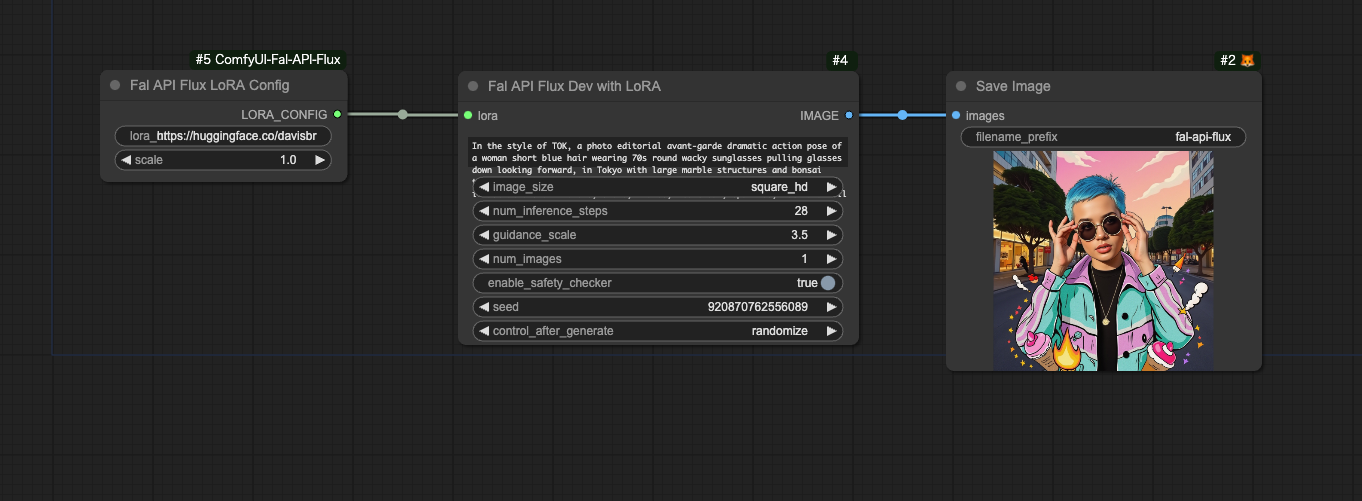 #5 ComfyUI-Fal-API-Flux
Fal API Flux LoRA Config
LORA_CONFIG
lora_https://huggingface.co/davisbr
scale 1.0
#4
Fal API Flux Dev with LoRA
lora IMAGE
In the style of TOK, a photo editorial avant-garde dramatic action pose of
a woman short blue hair wearing 70s round wacky sunglasses pulling glasses
down looking forward, in Tokyo with large marble structures and bonsai
image_size square_hd
num_inference_steps 28
guidance_scale 3.5
num_images 1
enable_safety_checker true
seed 920870762556089
control_after_generate randomize
#2
Save Image
images
filename_prefix fal-api-flux